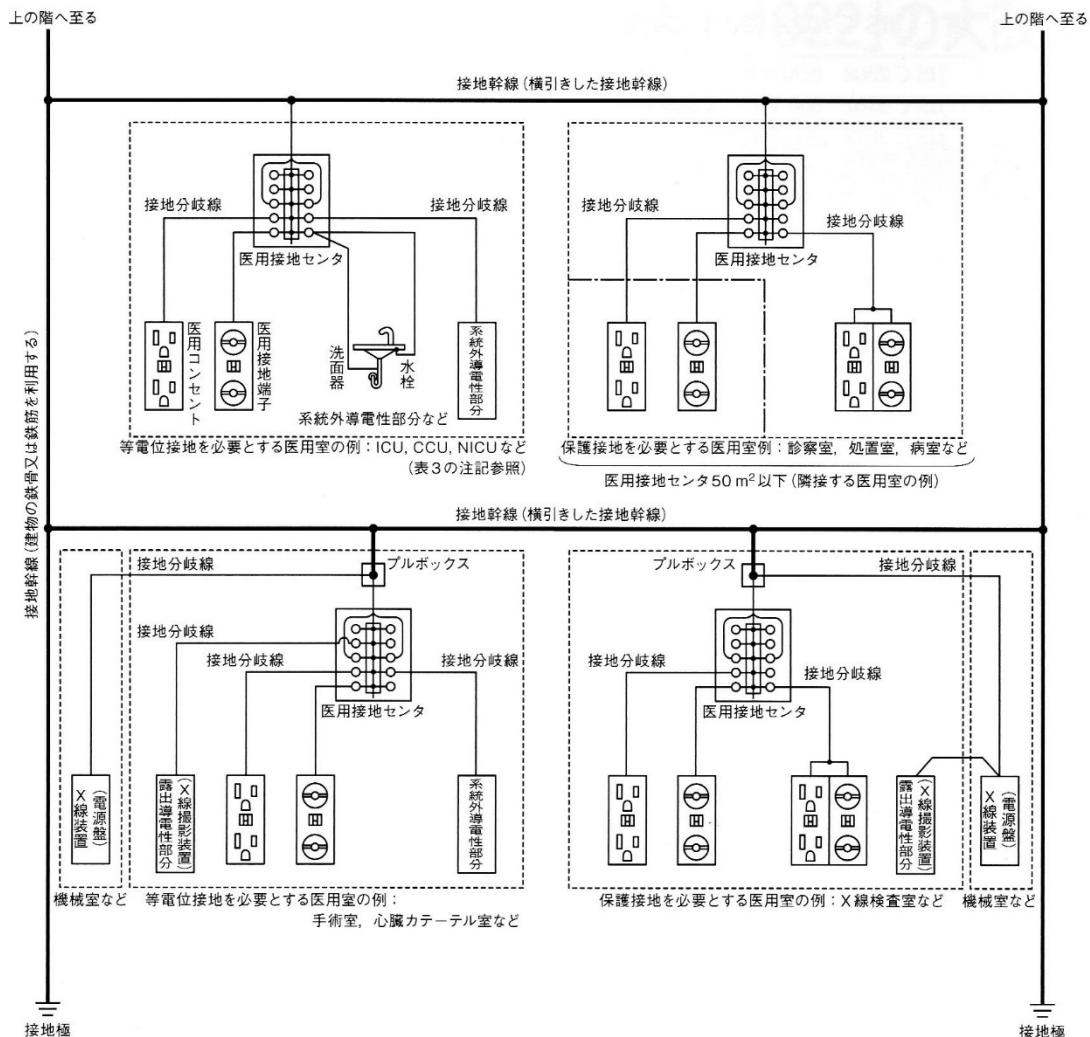 上の階へ至る
上の階へ至る
接地幹線(横引きした接地幹線)
接地分岐線
接地分岐線
医用接地センタ
医用コンセント
医用接地端子
洗面器
水栓
系統外導電性部分
系統外導電性部分など
等電位接地を必要とする医用室の例:ICU, CCU, NICUなど
(表3の注記参照)
接地分岐線
接地分岐線
医用接地センタ
保護接地を必要とする医用室例:診察室,処置室,病室など
医用接地センタ50 m²以下(隣接する医用室の例)
接地幹線(建物の鉄骨又は鉄筋を利用する)
接地幹線(横引きした接地幹線)
接地分岐線
プルボックス
接地分岐線
接地分岐線
接地分岐線
医用接地センタ
X線装置
(電源盤)
露出導電性部分
(X線撮影装置)
系統外導電性部分
機械室など
等電位接地を必要とする医用室の例:
手術室,心臓カテーテル室など
プルボックス
接地分岐線
接地分岐線
接地分岐線
医用接地センタ
露出導電性部分
(X線撮影装置)
X線装置
(電源盤)
保護接地を必要とする医用室の例:X線検査室など
機械室など
接地極
接地極